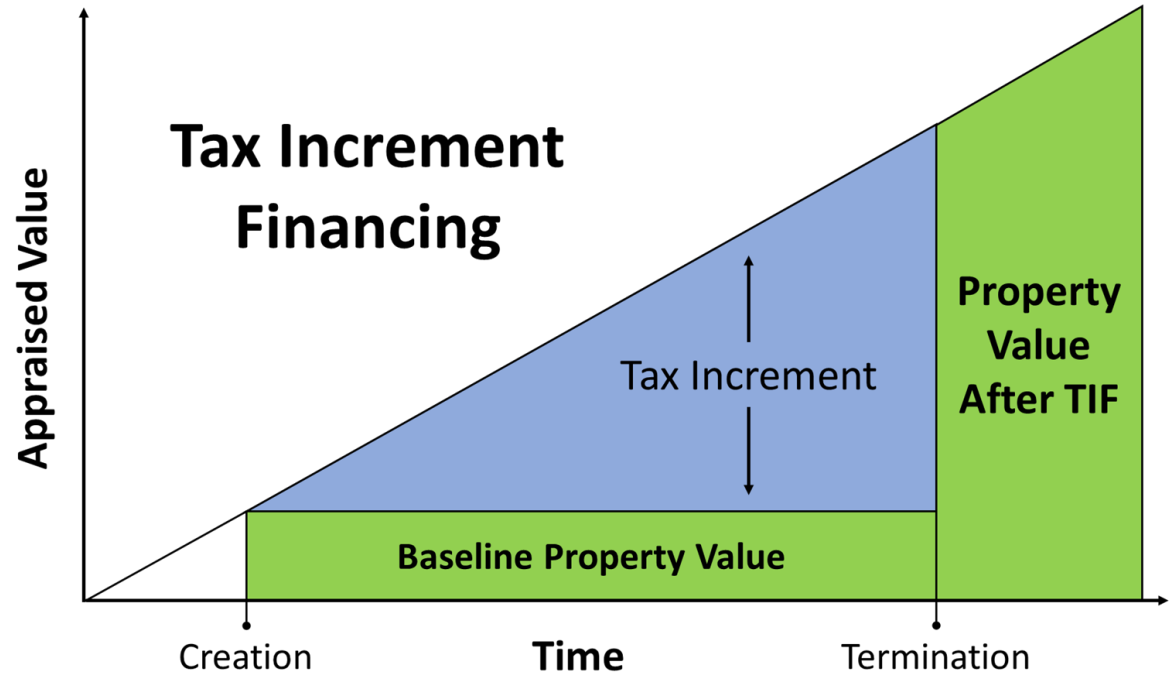 Tax Increment
Financing
Appraised Value
Tax Increment
Property
Value
After TIF
Baseline Property Value
Creation
Time
Termination